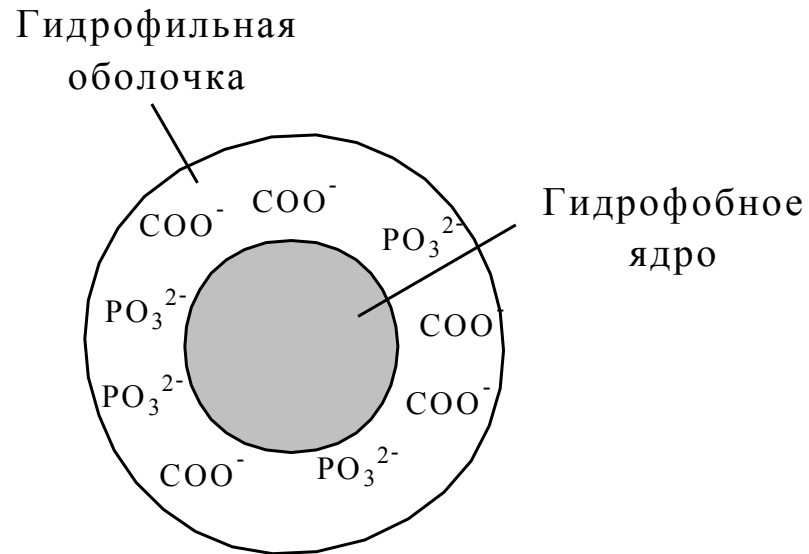 Гидрофильная
оболочка
COO⁻
COO⁻
PO₃²⁻
Гидрофобное
ядро
PO₃²⁻
COO⁻
PO₃²⁻
COO⁻
COO⁻
PO₃²⁻